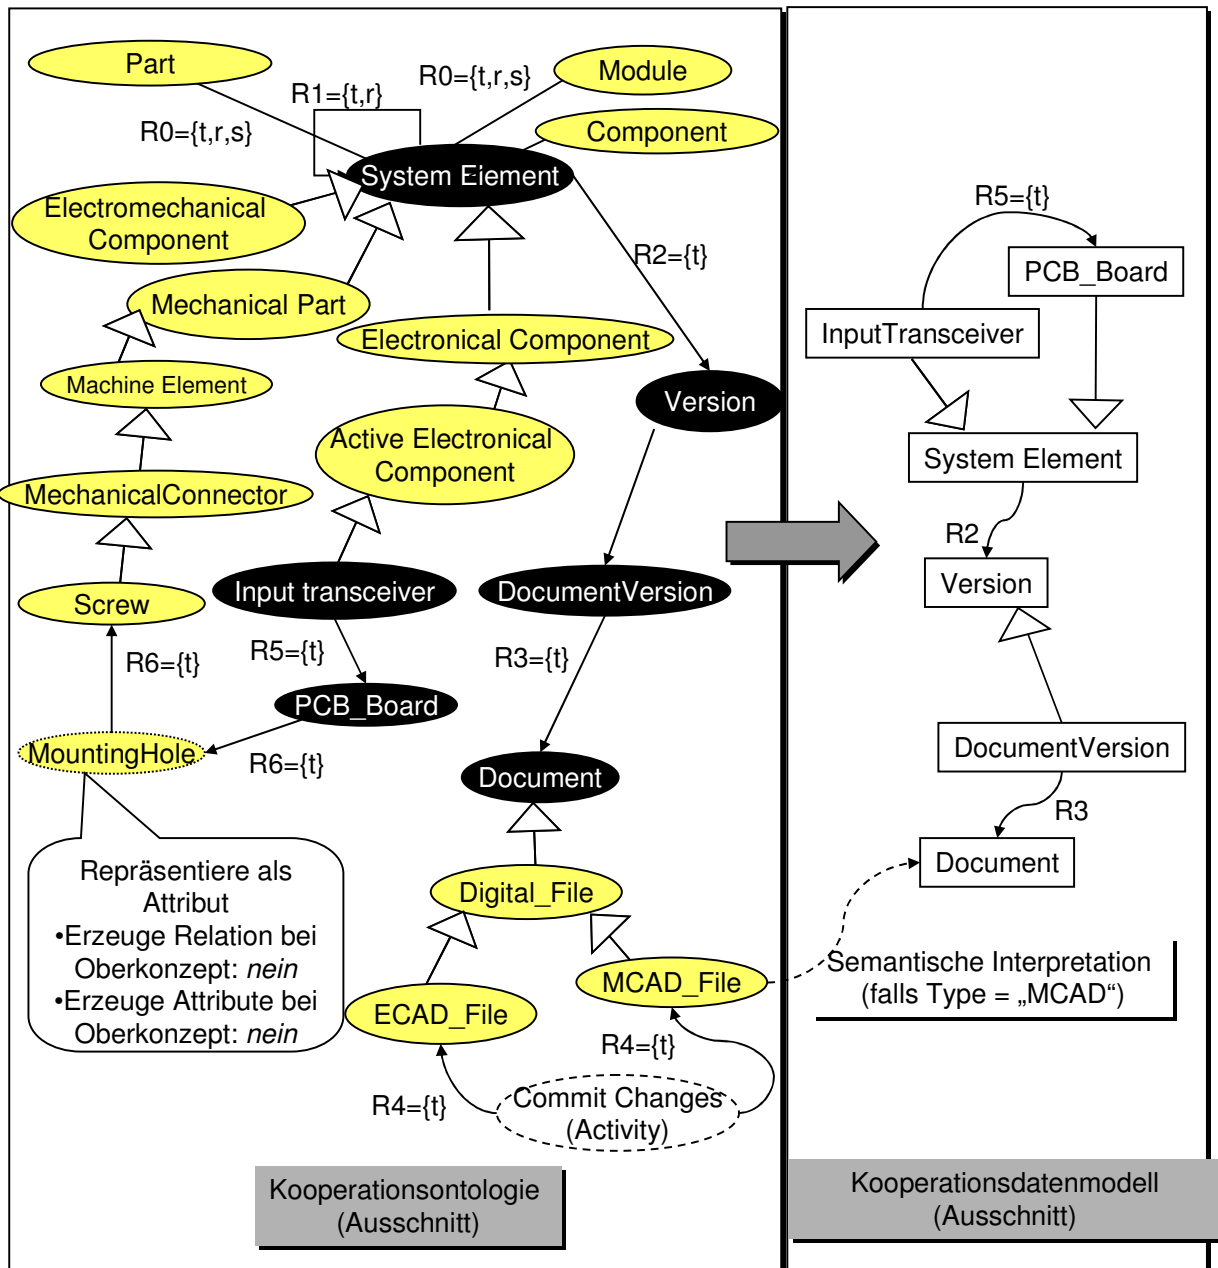 Part
R1={t,r}
R0={t,r,s}
Module
R0={t,r,s}
Component
System Element
Electromechanical
Component
R2={t}
Mechanical Part
Electronical Component
Machine Element
Version
Active Electronical
Component
MechanicalConnector
Input transceiver
DocumentVersion
Screw
R5={t}
R3={t}
R6={t}
PCB_Board
MountingHole
R6={t}
Document
Repräsentiere als
Attribut
•Erzeuge Relation bei
Oberkonzept: nein
•Erzeuge Attribute bei
Oberkonzept: nein
Digital_File
MCAD_File
ECAD_File
R4={t}
R4={t}
Commit Changes
(Activity)
Kooperationsontologie
(Ausschnitt)
R5={t}
PCB_Board
InputTransceiver
System Element
R2
Version
DocumentVersion
R3
Document
Semantische Interpretation
(falls Type = „MCAD“)
Kooperationsdatenmodell
(Ausschnitt)